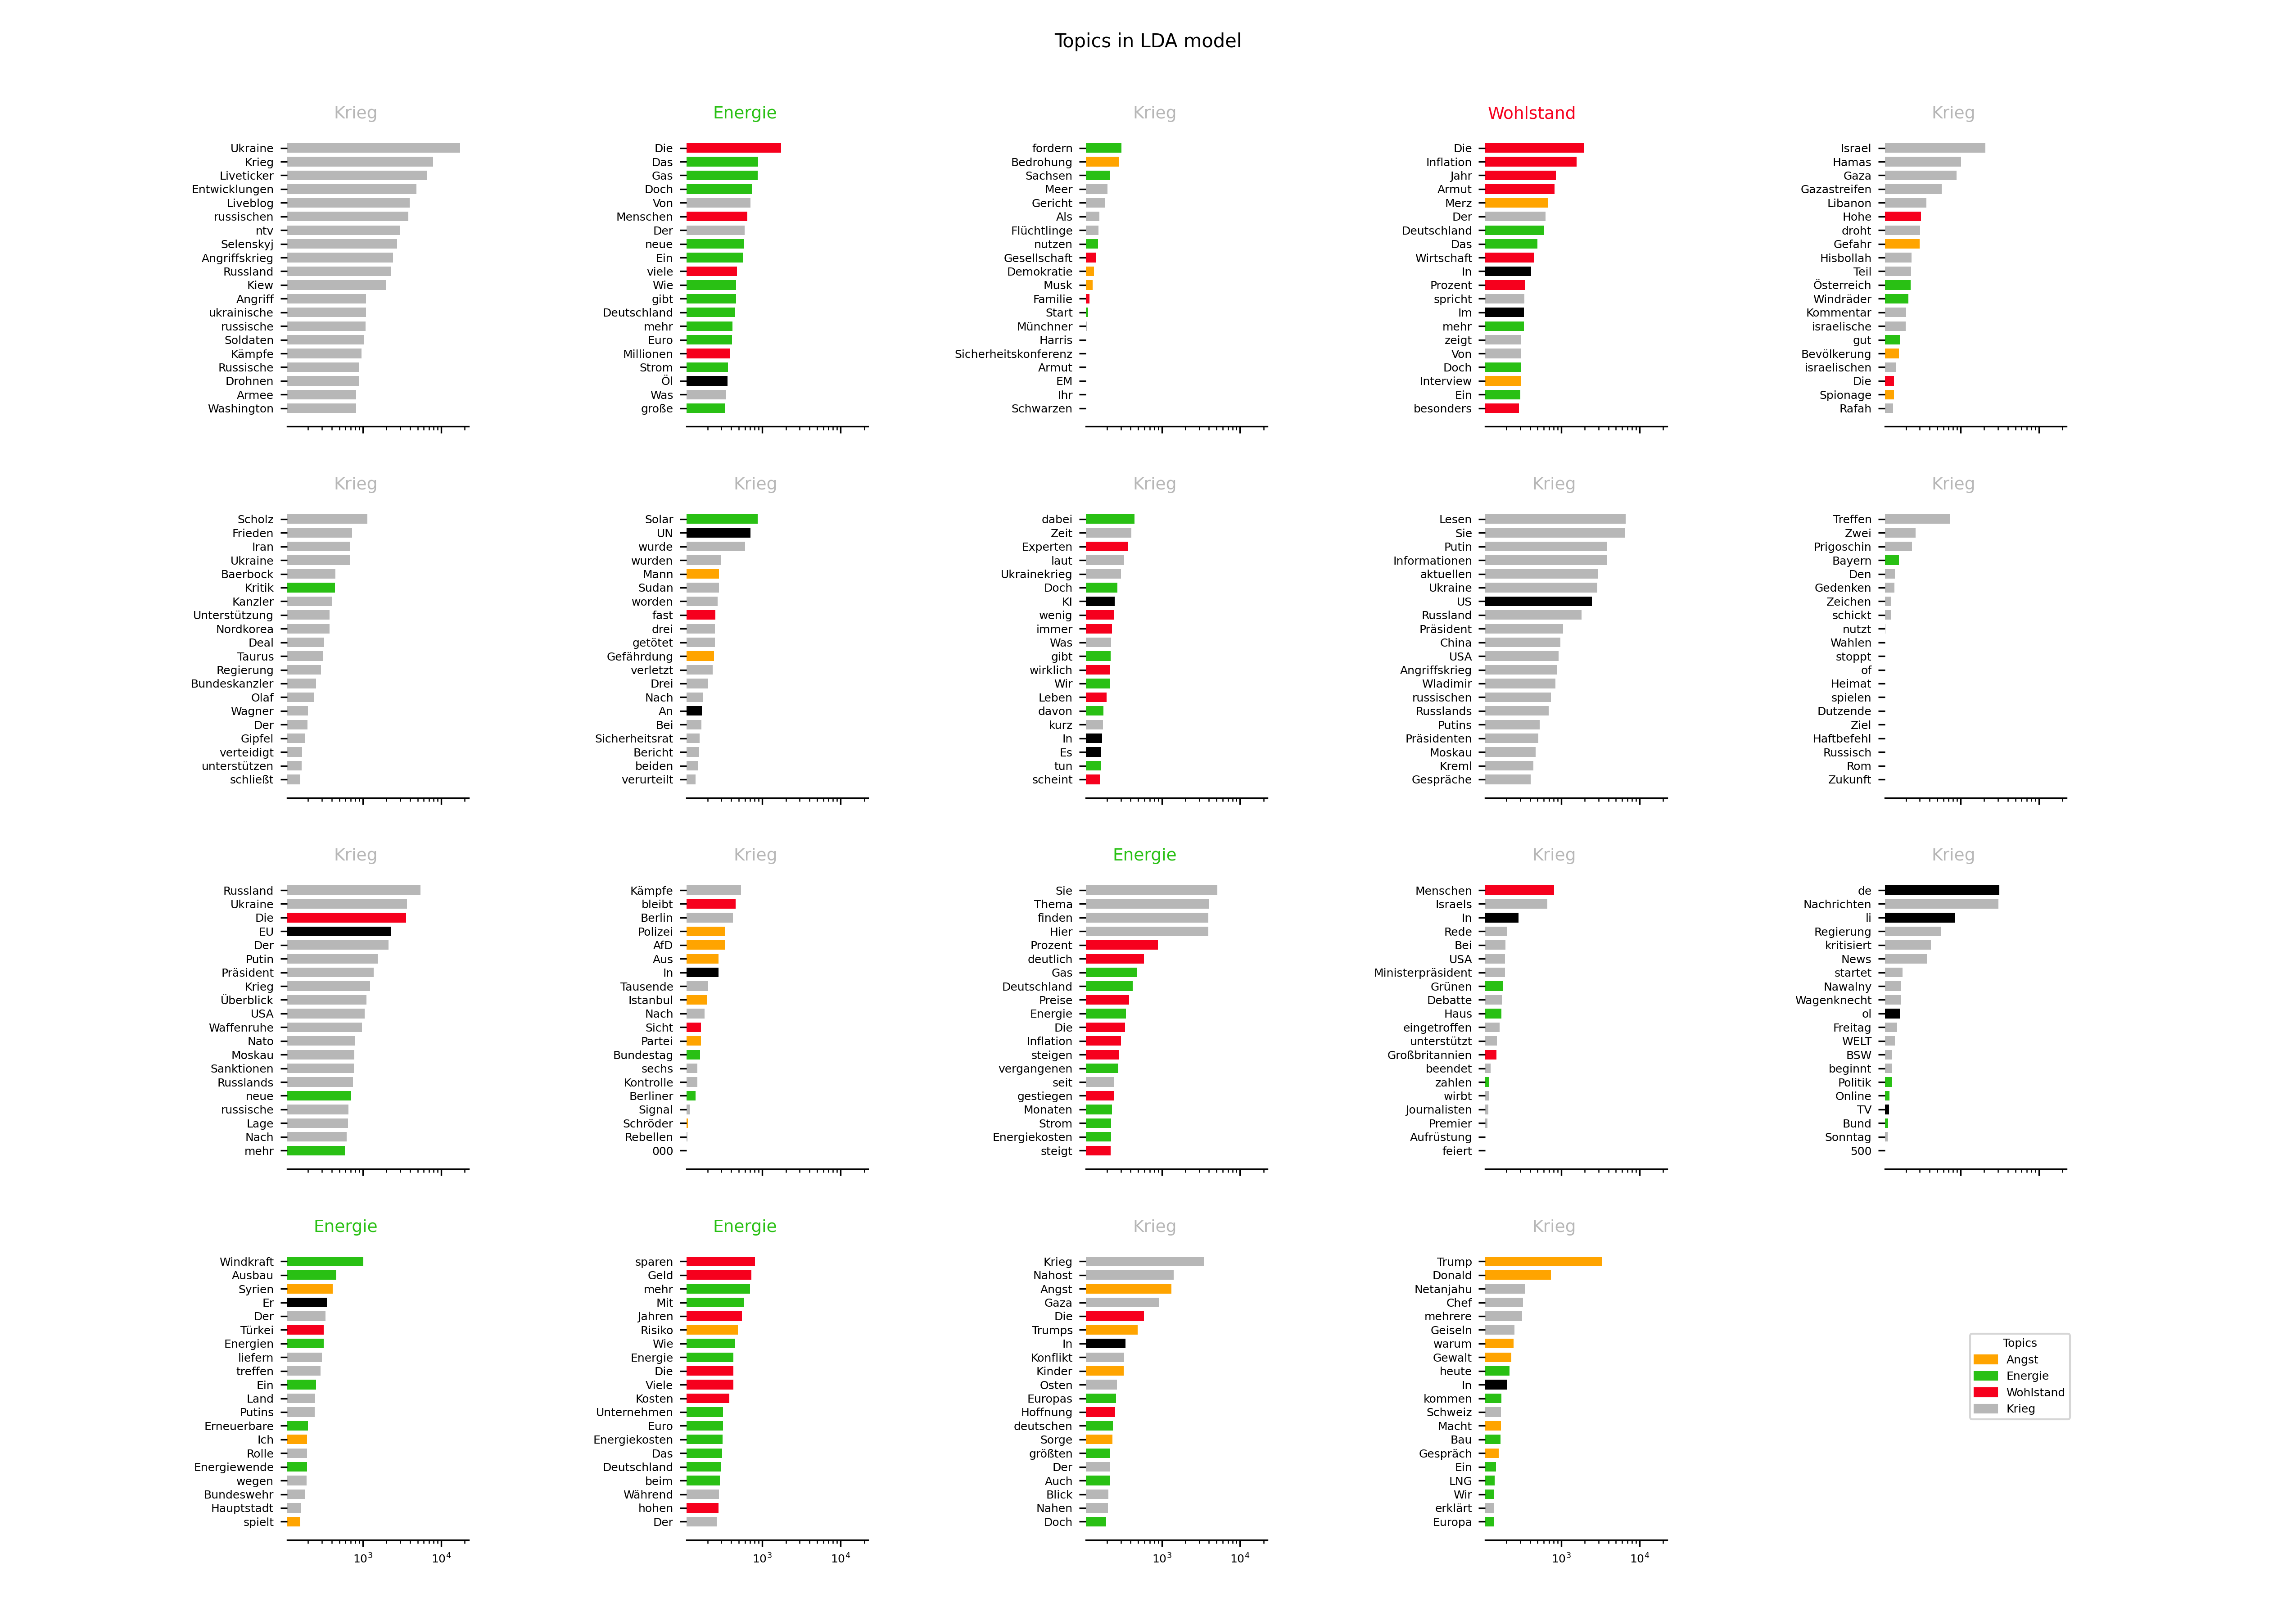 Topics in LDA model
Krieg
Ukraine
Krieg
Liveticker
Entwicklungen
Liveblog
russischen
ntv
Selenskyj
Angriffskrieg
Russland
Kiew
Angriff
ukrainische
russische
Soldaten
Kämpfe
Russische
Drohnen
Armee
Washington
Energie
Die
Das
Gas
Doch
Von
Menschen
Der
neue
Ein
viele
Wie
gibt
Deutschland
mehr
Euro
Millionen
Strom
Öl
Was
große
Krieg
fordern
Bedrohung
Sachsen
Meer
Gericht
Als
Flüchtlinge
nutzen
Gesellschaft
Demokratie
Musk
Familie
Start
Münchner
Harris
Sicherheitskonferenz
Armut
EM
Ihr
Schwarzen
Wohlstand
Die
Inflation
Jahr
Armut
Merz
Der
Deutschland
Das
Wirtschaft
In
Prozent
spricht
Im
mehr
zeigt
Von
Doch
Interview
Ein
besonders
Krieg
Israel
Hamas
Gaza
Gazastreifen
Libanon
Hohe
droht
Gefahr
Hisbollah
Teil
Österreich
Windräder
Kommentar
israelische
gut
Bevölkerung
israelischen
Die
Spionage
Rafah
Krieg
Scholz
Frieden
Iran
Ukraine
Baerbock
Kritik
Kanzler
Unterstützung
Nordkorea
Deal
Taurus
Regierung
Bundeskanzler
Olaf
Wagner
Der
Gipfel
verteidigt
unterstützen
schließt
Krieg
Solar
UN
wurde
wurden
Mann
Sudan
worden
fast
drei
getötet
Gefährdung
verletzt
Drei
Nach
An
Bei
Sicherheitsrat
Bericht
beiden
verurteilt
Krieg
dabei
Zeit
Experten
laut
Ukrainekrieg
Doch
KI
wenig
immer
Was
gibt
wirklich
Wir
Leben
davon
kurz
In
Es
tun
scheint
Krieg
Lesen
Sie
Putin
Informationen
aktuellen
Ukraine
US
Russland
Präsident
China
USA
Angriffskrieg
Wladimir
russischen
Russlands
Putins
Präsidenten
Moskau
Kreml
Gespräche
Krieg
Treffen
Zwei
Prigoschin
Bayern
Den
Gedenken
Zeichen
schickt
nutzt
Wahlen
stoppt
of
Heimat
spielen
Dutzende
Ziel
Haftbefehl
Russisch
Rom
Zukunft
Krieg
Russland
Ukraine
Die
EU
Der
Putin
Präsident
Krieg
Überblick
USA
Waffenruhe
Nato
Moskau
Sanktionen
Russlands
neue
russische
Lage
Nach
mehr
Krieg
Kämpfe
bleibt
Berlin
Polizei
AfD
Aus
In
Tausende
Istanbul
Nach
Sicht
Partei
Bundestag
sechs
Kontrolle
Berliner
Signal
Schröder
Rebellen
000
Energie
Sie
Thema
finden
Hier
Prozent
deutlich
Gas
Deutschland
Preise
Energie
Die
Inflation
steigen
vergangenen
seit
gestiegen
Monaten
Strom
Energiekosten
steigt
Krieg
Menschen
Israels
In
Rede
Bei
USA
Ministerpräsident
Grünen
Debatte
Haus
eingetroffen
unterstützt
Großbritannien
beendet
zahlen
wirbt
Journalisten
Premier
Aufrüstung
feiert
Krieg
de
Nachrichten
li
Regierung
kritisiert
News
startet
Nawalny
Wagenknecht
ol
Freitag
WELT
BSW
beginnt
Politik
Online
TV
Bund
Sonntag
500
Energie
Windkraft
Ausbau
Syrien
Er
Der
Türkei
Energien
liefern
treffen
Ein
Land
Putins
Erneuerbare
Ich
Rolle
Energiewende
wegen
Bundeswehr
Hauptstadt
spielt
10³ 10⁴
Energie
sparen
Geld
mehr
Mit
Jahren
Risiko
Wie
Energie
Die
Viele
Kosten
Unternehmen
Euro
Energiekosten
Das
Deutschland
beim
Während
hohen
Der
10³ 10⁴
Krieg
Krieg
Nahost
Angst
Gaza
Die
Trumps
In
Konflikt
Kinder
Osten
Europas
Hoffnung
deutschen
Sorge
größten
Der
Auch
Blick
Nahen
Doch
10³ 10⁴
Krieg
Trump
Donald
Netanjahu
Chef
mehrere
Geiseln
warum
Gewalt
heute
In
kommen
Schweiz
Macht
Bau
Gespräch
Ein
LNG
Wir
erklärt
Europa
10³ 10⁴
Topics
Angst
Energie
Wohlstand
Krieg